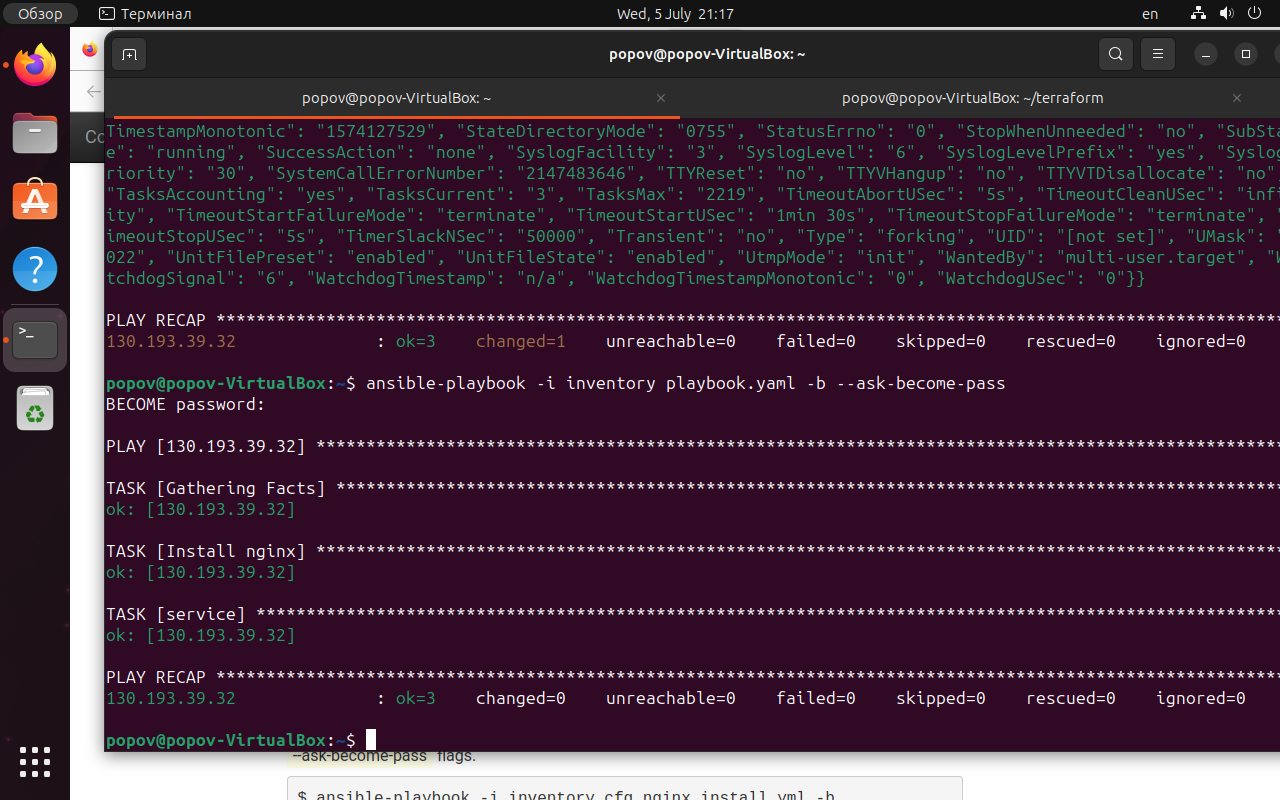 Обзор Терминал Wed, 5 July 21:17 en
popov@popov-VirtualBox: ~
popov@popov-VirtualBox: ~ × popov@popov-VirtualBox: ~/terraform ×
Co
TimestampMonotonic": "1574127529", "StateDirectoryMode": "0755", "StatusErrno": "0", "StopWhenUnneeded": "no", "SubSta
e": "running", "SuccessAction": "none", "SyslogFacility": "3", "SyslogLevel": "6", "SyslogLevelPrefix": "yes", "Syslog
riority": "30", "SystemCallErrorNumber": "2147483646", "TTYReset": "no", "TTYVHangup": "no", "TTYVTDisallocate": "no"
"TasksAccounting": "yes", "TasksCurrent": "3", "TasksMax": "2219", "TimeoutAbortUSec": "5s", "TimeoutCleanUSec": "infi
ity", "TimeoutStartFailureMode": "terminate", "TimeoutStartUSec": "1min 30s", "TimeoutStopFailureMode": "terminate", "
imeoutStopUSec": "5s", "TimerSlackNSec": "50000", "Transient": "no", "Type": "forking", "UID": "[not set]", "UMask": "
022", "UnitFilePreset": "enabled", "UnitFileState": "enabled", "UtmpMode": "init", "WantedBy": "multi-user.target", "W
tchdogSignal": "6", "WatchdogTimestamp": "n/a", "WatchdogTimestampMonotonic": "0", "WatchdogUSec": "0"}}
PLAY RECAP ***********************************************************************************************************
130.193.39.32 : ok=3 changed=1 unreachable=0 failed=0 skipped=0 rescued=0 ignored=0
popov@popov-VirtualBox:~$ ansible-playbook -i inventory playbook.yaml -b --ask-become-pass
BECOME password:
PLAY [130.193.39.32] *************************************************************************************************
TASK [Gathering Facts] ***********************************************************************************************
ok: [130.193.39.32]
TASK [Install nginx] *************************************************************************************************
ok: [130.193.39.32]
TASK [service] *******************************************************************************************************
ok: [130.193.39.32]
PLAY RECAP ***********************************************************************************************************
130.193.39.32 : ok=3 changed=0 unreachable=0 failed=0 skipped=0 rescued=0 ignored=0
popov@popov-VirtualBox:~$
--ask-become-pass flags.
$ ansible-playbook -i inventory.cfg nginx_install.yml -b